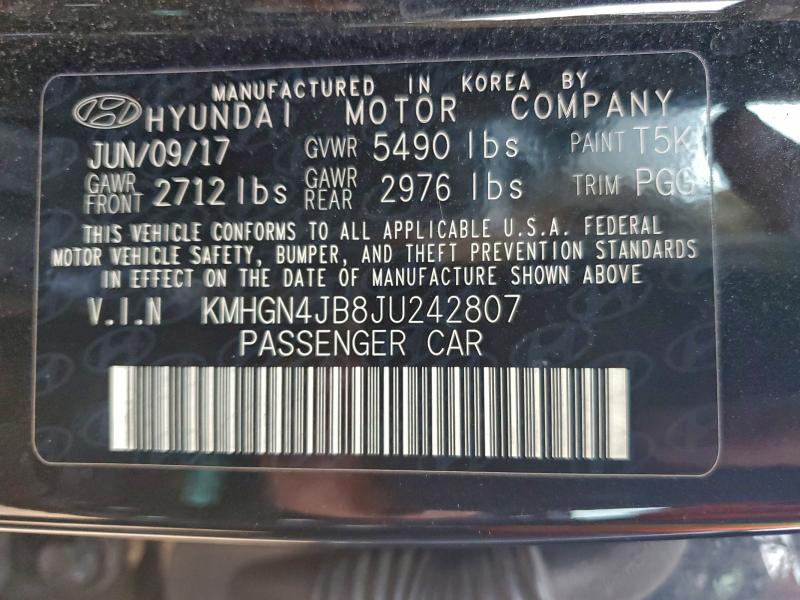 MANUFACTURED IN KOREA BY
HYUNDAI MOTOR COMPANY
JUN/09/17 GVWR 5490 lbs PAINT T5K
GAWR FRONT 2712 lbs GAWR REAR 2976 lbs TRIM PGG
THIS VEHICLE CONFORMS TO ALL APPLICABLE U.S.A. FEDERAL
MOTOR VEHICLE SAFETY, BUMPER, AND THEFT PREVENTION STANDARDS
IN EFFECT ON THE DATE OF MANUFACTURE SHOWN ABOVE
V.I.N KMHGN4JB8JU242807
PASSENGER CAR